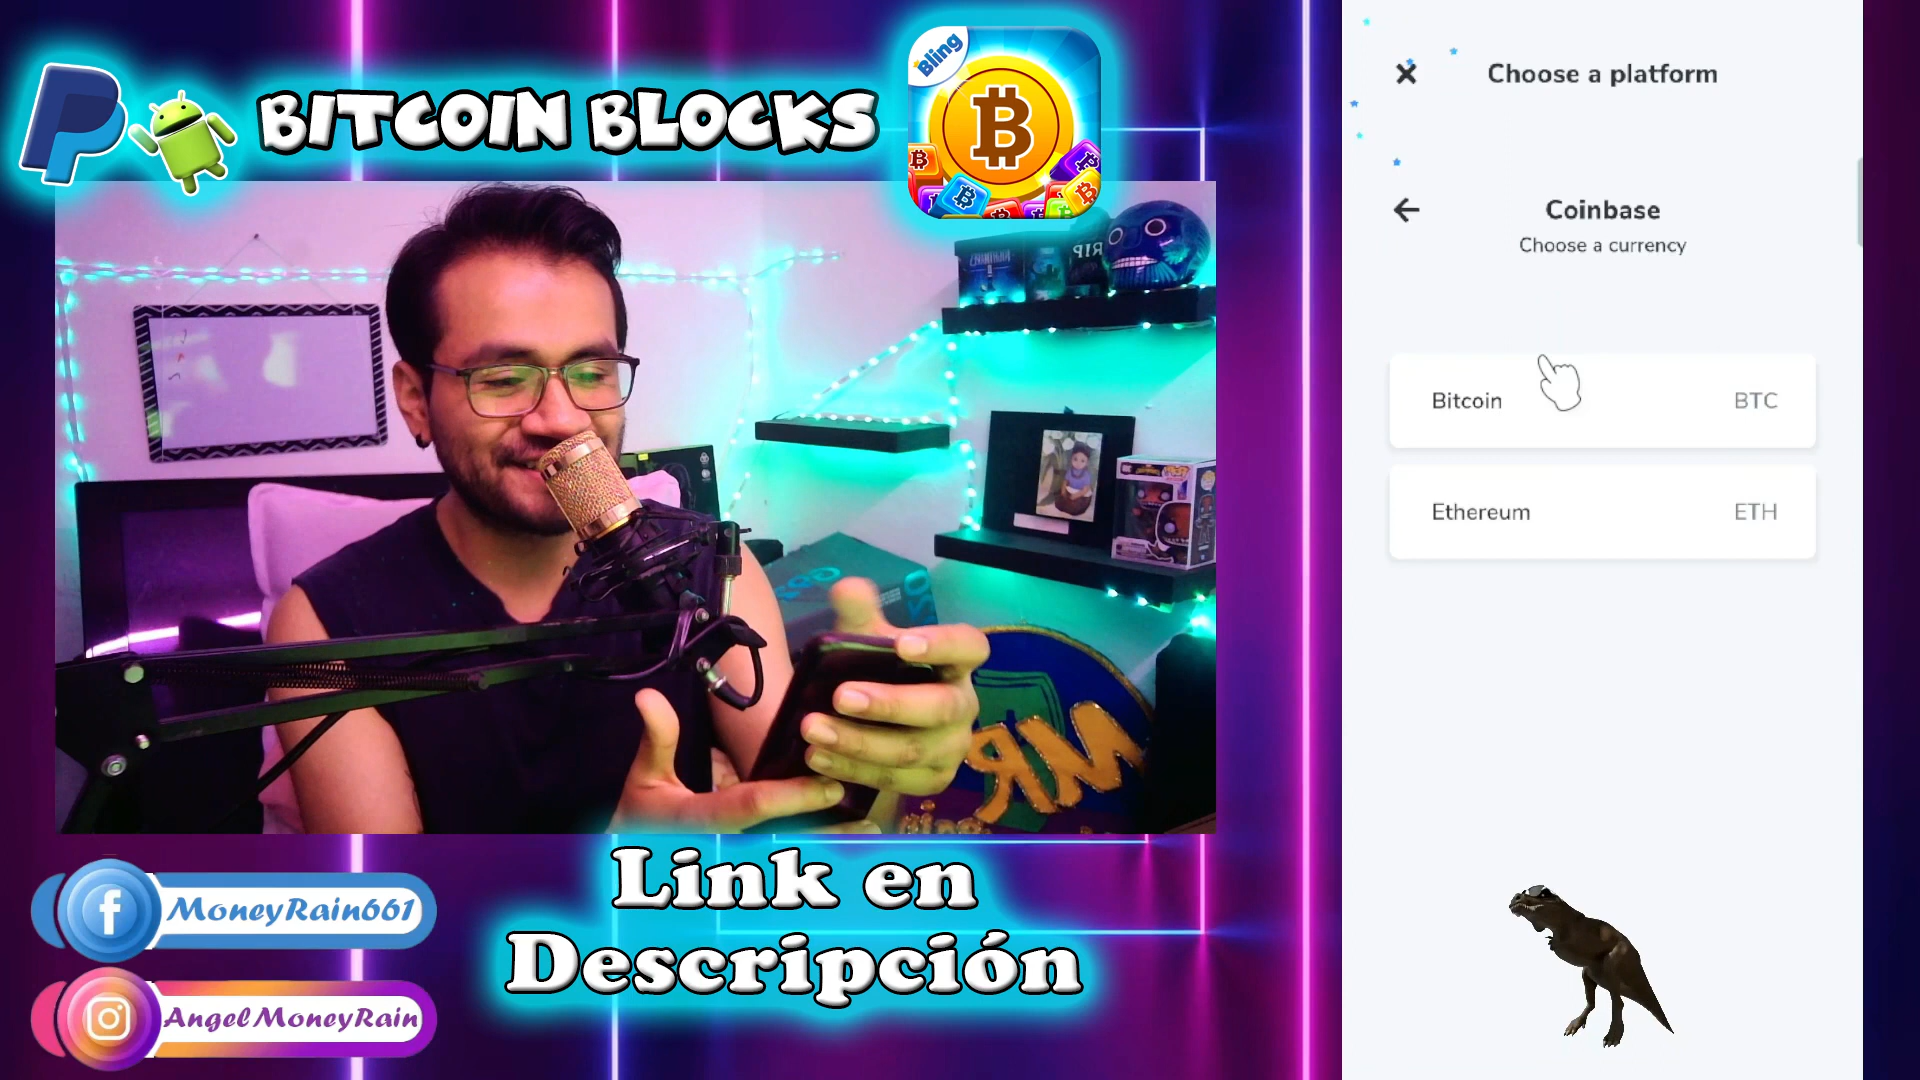 BITCOIN BLOCKS
Bling
Choose a platform
Coinbase
Choose a currency
Bitcoin BTC
Ethereum ETH
Link en
Descripción
MoneyRain661
AngelMoneyRain